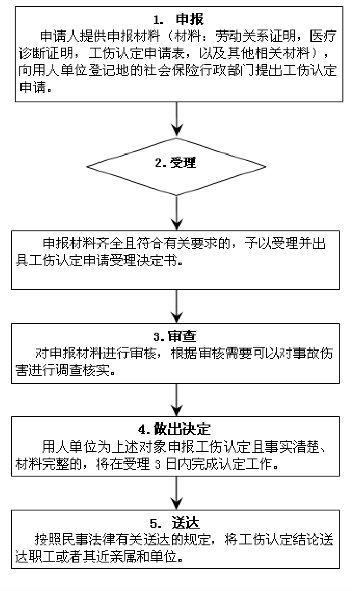 1. 申报
申请人提供申报材料（材料：劳动关系证明，医疗
诊断证明，工伤认定申请表，以及其他相关材料），
向用人单位登记地的社会保险行政部门提出工伤认定
申请。
2.受理
申报材料齐全且符合有关要求的，予以受理并出
具工伤认定申请受理决定书。
3.审查
对申报材料进行审核，根据审核需要可以对事故伤
害进行调查核实。
4.做出决定
用人单位为上述对象申报工伤认定且事实清楚、
材料完整的，将在受理 3 日内完成认定工作。
5. 送达
按照民事法律有关送达的规定，将工伤认定结论送
达职工或者其近亲属和单位。